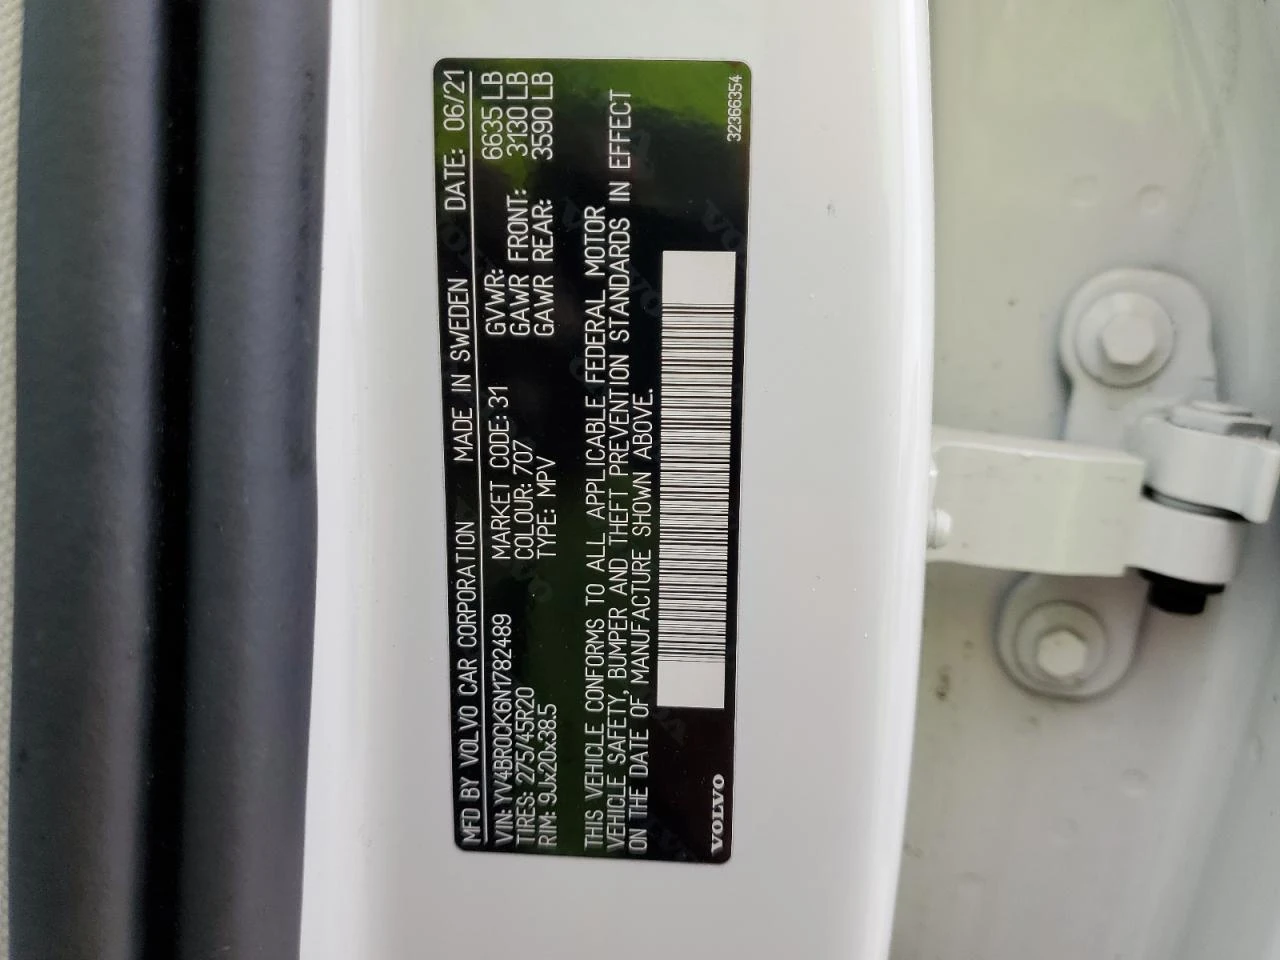 MFD BY VOLVO CAR CORPORATION MADE IN SWEDEN DATE: 06/21
VIN: YV4BR0CK6N1782489 MARKET CODE: 31 GVWR: 6635 LB
TIRES: 275/45R20 COLOUR: 707 GAWR FRONT: 3130 LB
RIM: 9Jx20x38.5 TYPE: MPV GAWR REAR: 3590 LB
THIS VEHICLE CONFORMS TO ALL APPLICABLE FEDERAL MOTOR
VEHICLE SAFETY, BUMPER AND THEFT PREVENTION STANDARDS IN EFFECT
ON THE DATE OF MANUFACTURE SHOWN ABOVE.
VOLVO 32366354